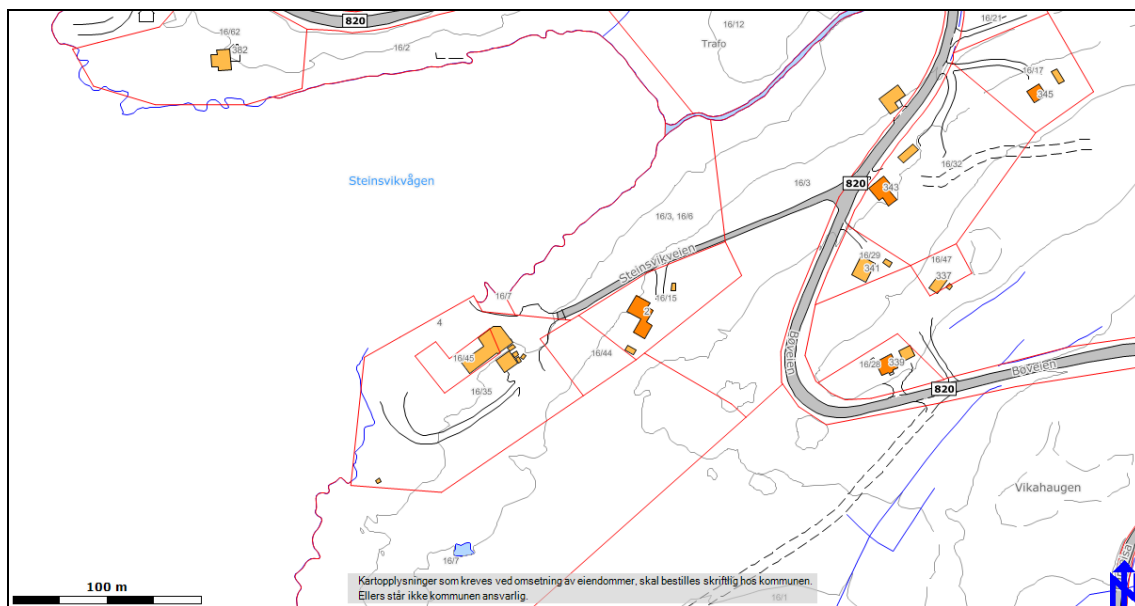 820
16/62
382
16/2
16/12
Trafo
16/21
16/17
345
Steinsvikvågen
16/32
16/3
820
343
16/3, 16/6
Steinsvikveien
16/29
341
16/47
337
16/7
16/15
2
4
16/44
16/45
16/35
Bøveien
16/28
339
Bøveien
820
Vikahaugen
16/7
16/1
100 m
Kartopplysninger som kreves ved omsetning av eiendommer, skal bestilles skriftlig hos kommunen.
Ellers står ikke kommunen ansvarlig.
N